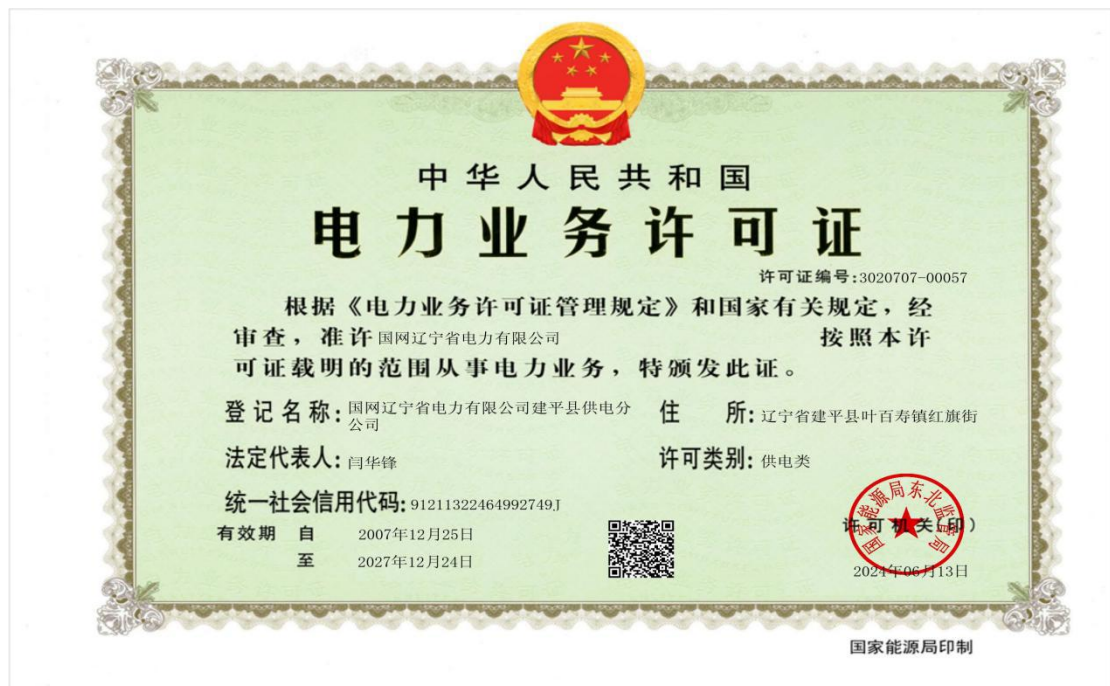 中华人民共和国
电力业务许可证
许可证编号:3020707-00057
根据《电力业务许可证管理规定》和国家有关规定，经
审查，准许国网辽宁省电力有限公司 按照本许
可证载明的范围从事电力业务，特颁发此证。
登记名称:国网辽宁省电力有限公司建平县供电分
公司
住 所:辽宁省建平县叶百寿镇红旗街
法定代表人:闫华锋
许可类别:供电类
统一社会信用代码:91211322464992749J
有效期 自 2007年12月25日
至 2027年12月24日
国家能源局东北监管局
许可机关(印)
2024年06月13日
国家能源局印制